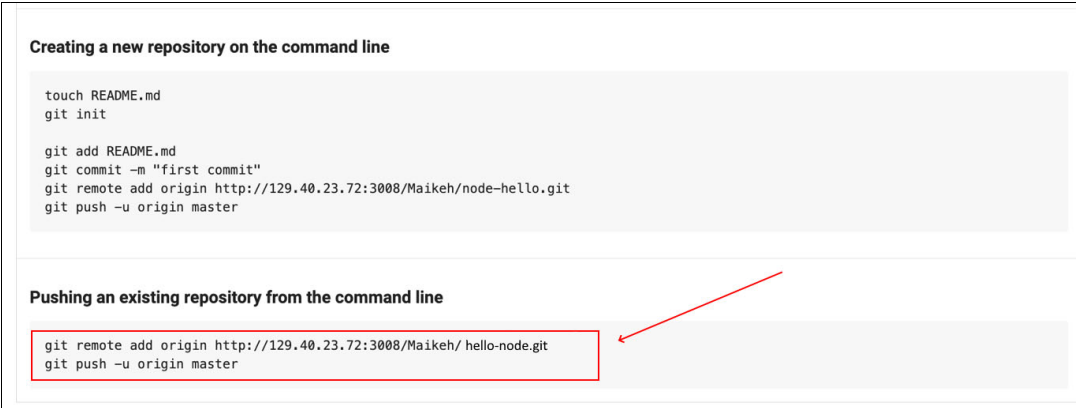 Creating a new repository on the command line
touch README.md
git init
git add README.md
git commit -m "first commit"
git remote add origin http://129.40.23.72:3008/Maikeh/node-hello.git
git push -u origin master
Pushing an existing repository from the command line
git remote add origin http://129.40.23.72:3008/Maikeh/ hello-node.git
git push -u origin master